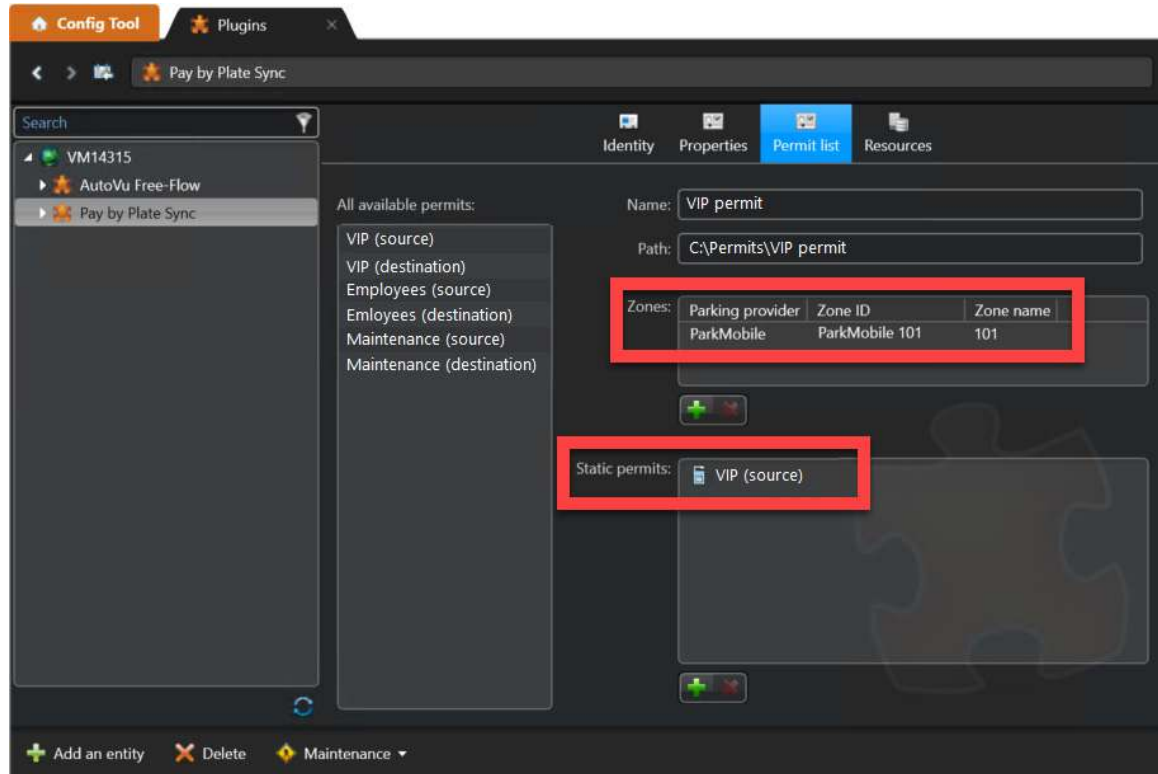 Config Tool
Plugins
Pay by Plate Sync
Search
VM14315
AutoVu Free-Flow
Pay by Plate Sync
Identity
Properties
Permit list
Resources
All available permits:
VIP (source)
VIP (destination)
Employees (source)
Emloyees (destination)
Maintenance (source)
Maintenance (destination)
Name: VIP permit
Path: C:\Permits\VIP permit
Zones:
Parking provider Zone ID Zone name
ParkMobile ParkMobile 101 101
Static permits:
VIP (source)
Add an entity
Delete
Maintenance